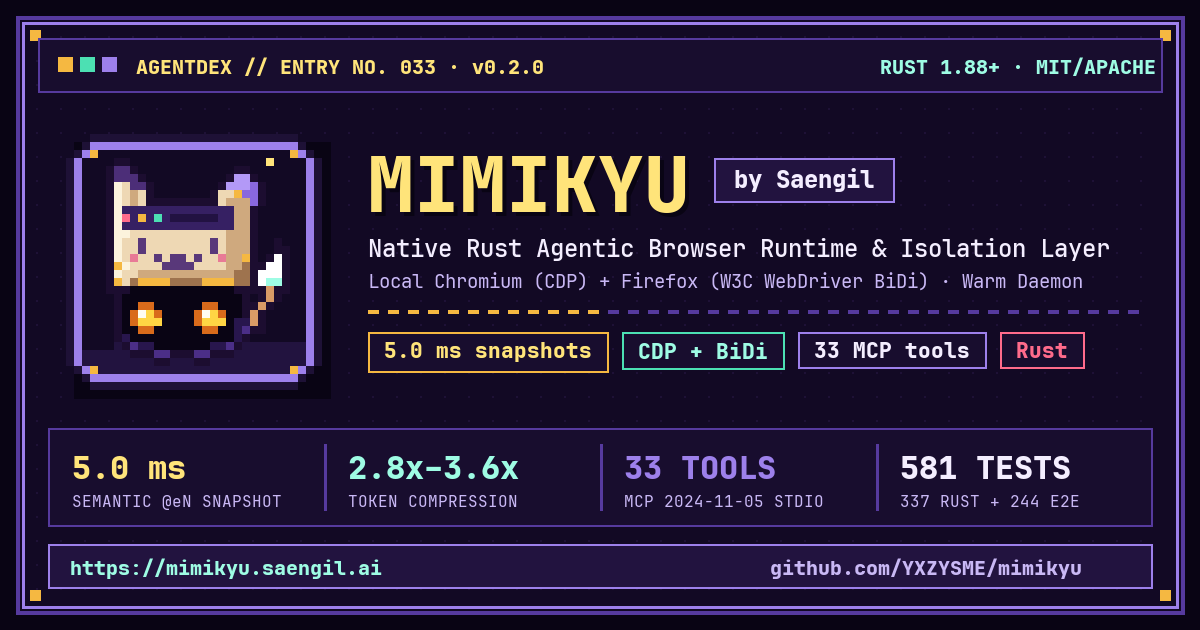 AGENTDEX // ENTRY NO. 033 · v0.2.0
RUST 1.88+ · MIT/APACHE
MIMIKYU
by Saengil
Native Rust Agentic Browser Runtime & Isolation Layer
Local Chromium (CDP) + Firefox (W3C WebDriver BiDi) · Warm Daemon
5.0 ms snapshots
CDP + BiDi
33 MCP tools
Rust
5.0 ms
SEMANTIC @eN SNAPSHOT
2.8x–3.6x
TOKEN COMPRESSION
33 TOOLS
MCP 2024-11-05 STDIO
581 TESTS
337 RUST + 244 E2E
https://mimikyu.saengil.ai
github.com/YXZYSME/mimikyu